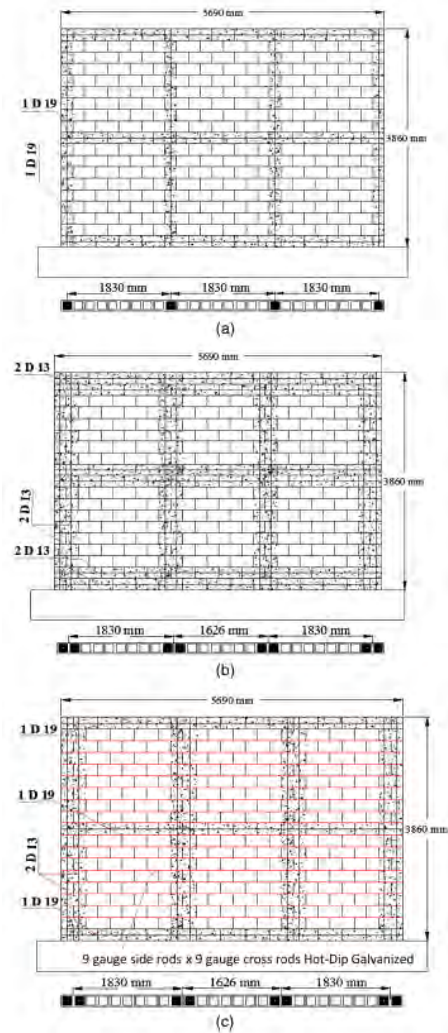 5690 mm
1 D 19
1 D 19
3860 mm
1830 mm 1830 mm 1830 mm
(a)
5690 mm
2 D 13
3860 mm
2 D 13
2 D 13
1830 mm 1626 mm 1830 mm
(b)
5690 mm
1 D 19
1 D 19
3860 mm
2 D 13
1 D 19
9 gauge side rods x 9 gauge cross rods Hot-Dip Galvanized
1830 mm 1626 mm 1830 mm
(c)